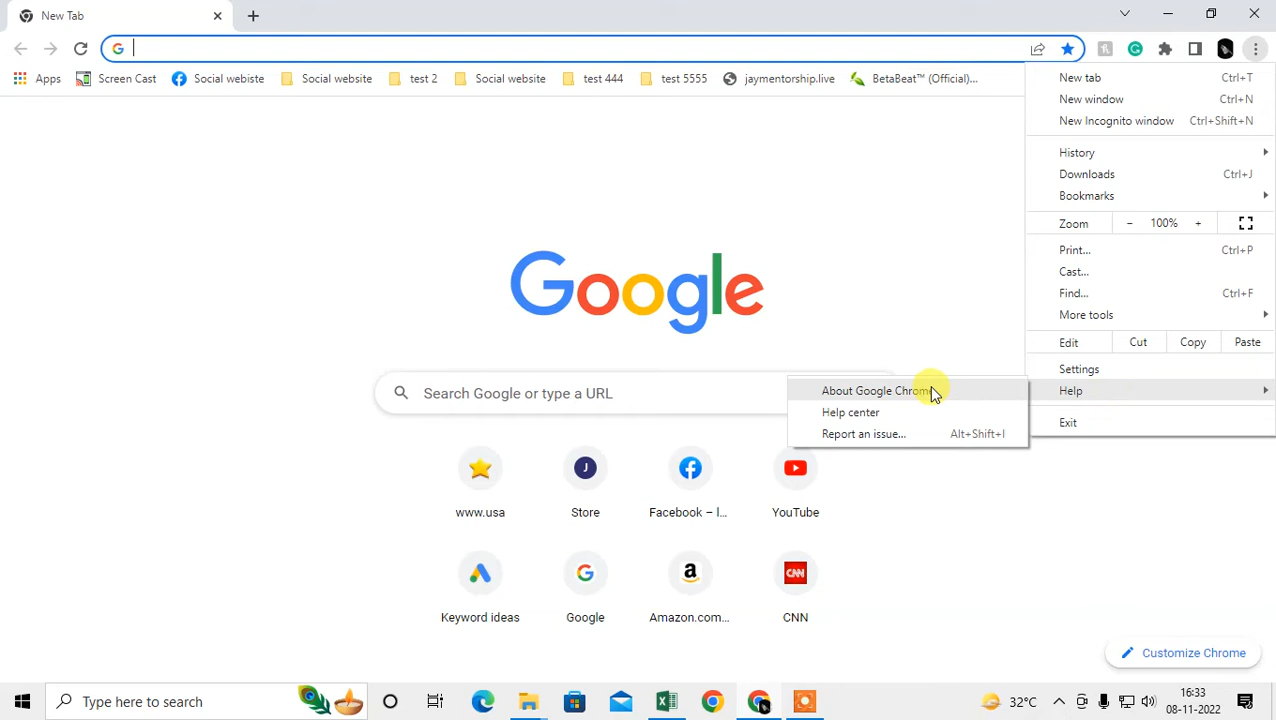 New Tab
Apps
Screen Cast
Social webiste
Social website
test 2
Social website
test 444
test 5555
jaymentorship.live
BetaBeat™ (Official)...
New tab Ctrl+T
New window Ctrl+N
New Incognito window Ctrl+Shift+N
History
Downloads Ctrl+J
Bookmarks
Zoom - 100% +
Print... Ctrl+P
Cast...
Find... Ctrl+F
More tools
Edit Cut Copy Paste
Settings
Help
Exit
About Google Chrome
Help center
Report an issue... Alt+Shift+I
Google
Search Google or type a URL
www.usa
J
Store
Facebook – l...
YouTube
Keyword ideas
Google
a
Amazon.com...
CNN
CNN
Customize Chrome
Type here to search
32°C
16:33
08-11-2022